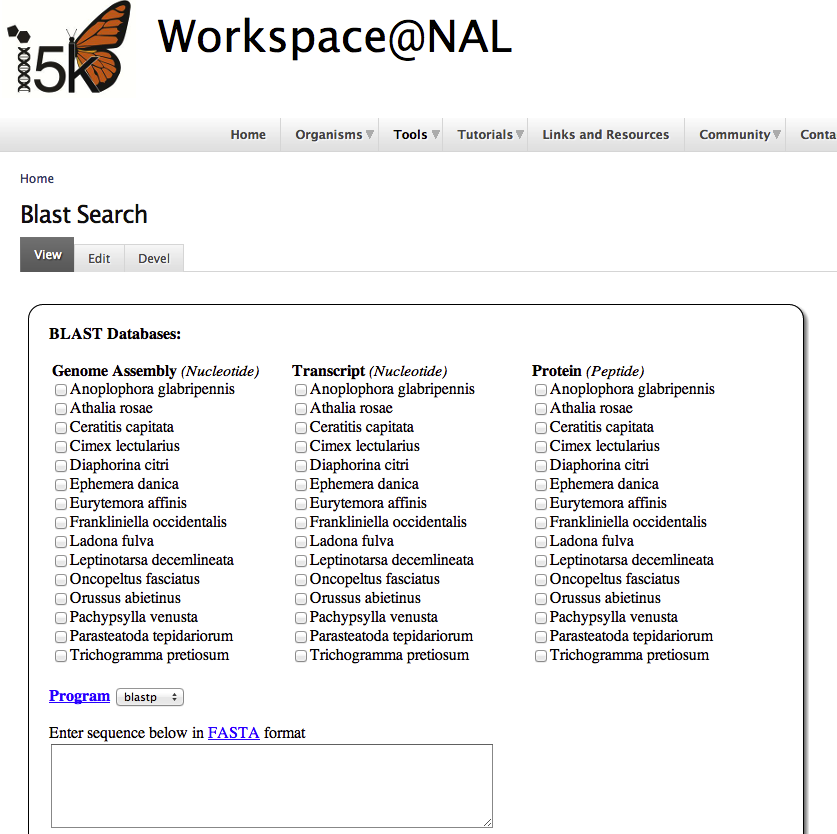 i5k
Workspace@NAL
Home Organisms Tools Tutorials Links and Resources Community Conta
Home
Blast Search
View Edit Devel
BLAST Databases:
Genome Assembly (Nucleotide) Transcript (Nucleotide) Protein (Peptide)
Anoplophora glabripennis Anoplophora glabripennis Anoplophora glabripennis
Athalia rosae Athalia rosae Athalia rosae
Ceratitis capitata Ceratitis capitata Ceratitis capitata
Cimex lectularius Cimex lectularius Cimex lectularius
Diaphorina citri Diaphorina citri Diaphorina citri
Ephemera danica Ephemera danica Ephemera danica
Eurytemora affinis Eurytemora affinis Eurytemora affinis
Frankliniella occidentalis Frankliniella occidentalis Frankliniella occidentalis
Ladona fulva Ladona fulva Ladona fulva
Leptinotarsa decemlineata Leptinotarsa decemlineata Leptinotarsa decemlineata
Oncopeltus fasciatus Oncopeltus fasciatus Oncopeltus fasciatus
Orussus abietinus Orussus abietinus Orussus abietinus
Pachypsylla venusta Pachypsylla venusta Pachypsylla venusta
Parasteatoda tepidariorum Parasteatoda tepidariorum Parasteatoda tepidariorum
Trichogramma pretiosum Trichogramma pretiosum Trichogramma pretiosum
Program blastp
Enter sequence below in FASTA format